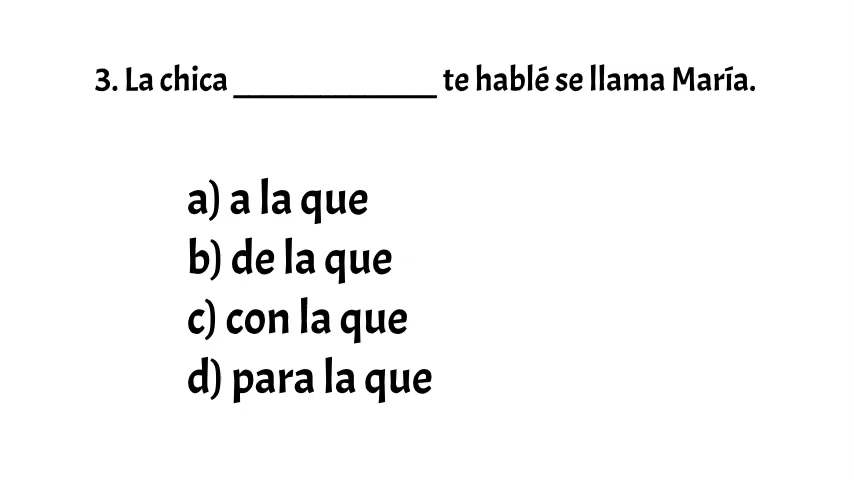 3. La chica ______________ te hablé se llama María.
a) a la que
b) de la que
c) con la que
d) para la que